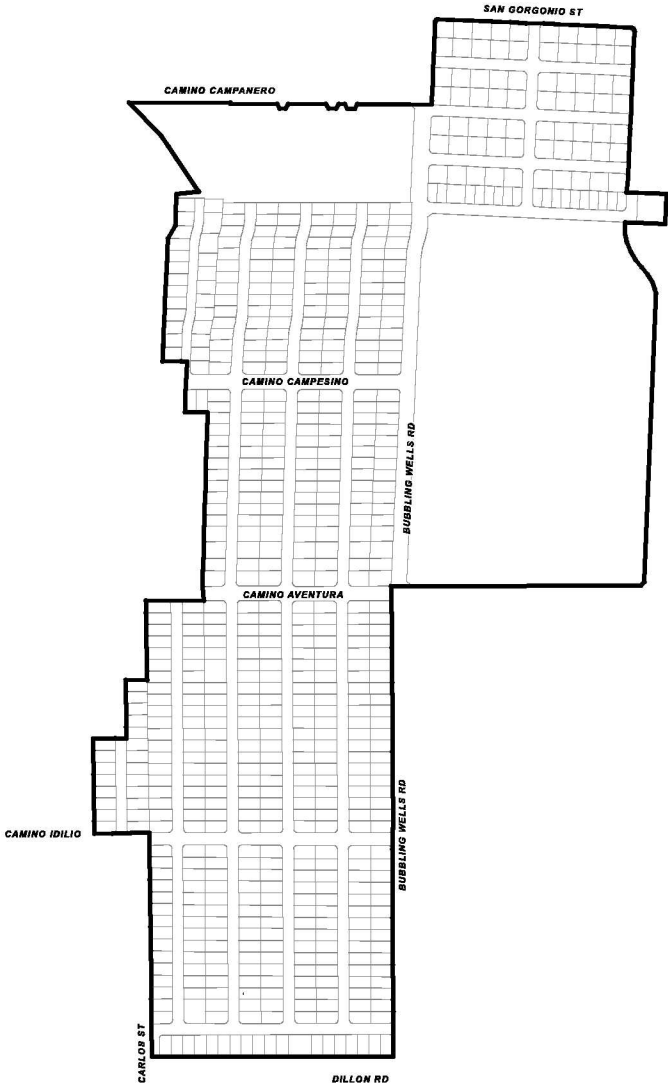 SAN GORGONIO ST
CAMINO CAMPANERO
CAMINO CAMPESINO
BUBBLING WELLS RD
CAMINO AVENTURA
BUBBLING WELLS RD
CAMINO IDILIO
CARLOS ST
DILLON RD